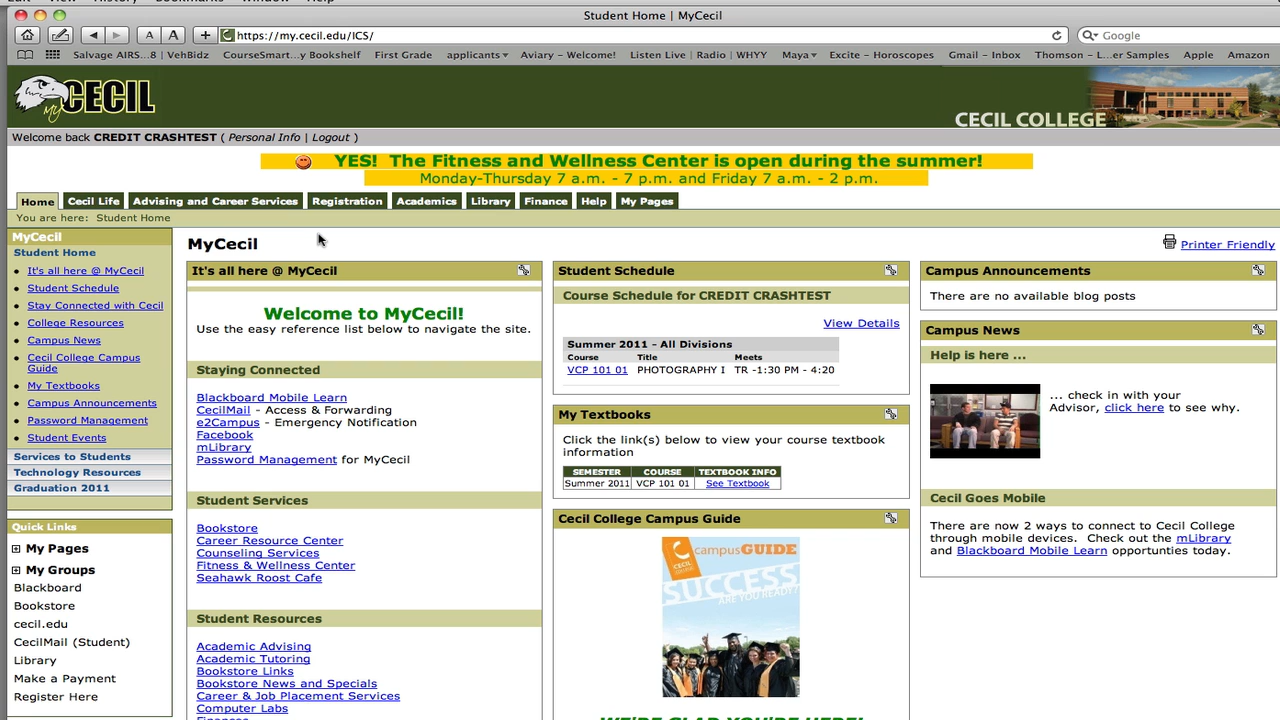 Edit View History Bookmarks Window Help
Student Home | MyCecil
A A + https://my.cecil.edu/ICS/ Google
Salvage AIRS...8 | VehBidz CourseSmart...y Bookshelf First Grade applicants Aviary – Welcome! Listen Live | Radio | WHYY Maya Excite – Horoscopes Gmail – Inbox Thomson – L...er Samples Apple Amazon
My CECIL
CECIL COLLEGE
Welcome back CREDIT CRASHTEST ( Personal Info | Logout )
YES! The Fitness and Wellness Center is open during the summer!
Monday-Thursday 7 a.m. - 7 p.m. and Friday 7 a.m. - 2 p.m.
Home Cecil Life Advising and Career Services Registration Academics Library Finance Help My Pages
You are here: Student Home
MyCecil
Student Home
It's all here @ MyCecil
Student Schedule
Stay Connected with Cecil
College Resources
Campus News
Cecil College Campus
Guide
My Textbooks
Campus Announcements
Password Management
Student Events
Services to Students
Technology Resources
Graduation 2011
Quick Links
My Pages
My Groups
Blackboard
Bookstore
cecil.edu
CecilMail (Student)
Library
Make a Payment
Register Here
MyCecil
Printer Friendly
It's all here @ MyCecil
Welcome to MyCecil!
Use the easy reference list below to navigate the site.
Staying Connected
Blackboard Mobile Learn
CecilMail - Access & Forwarding
e2Campus - Emergency Notification
Facebook
mLibrary
Password Management for MyCecil
Student Services
Bookstore
Career Resource Center
Counseling Services
Fitness & Wellness Center
Seahawk Roost Cafe
Student Resources
Academic Advising
Academic Tutoring
Bookstore Links
Bookstore News and Specials
Career & Job Placement Services
Computer Labs
Finances
Student Schedule
Course Schedule for CREDIT CRASHTEST
View Details
Summer 2011 - All Divisions
Course Title Meets
VCP 101 01 PHOTOGRAPHY I TR -1:30 PM - 4:20
My Textbooks
Click the link(s) below to view your course textbook
information
SEMESTER COURSE TEXTBOOK INFO
Summer 2011 VCP 101 01 See Textbook
Cecil College Campus Guide
CECIL campusGUIDE
SUCCESS
ARE YOU READY?
WE'RE GLAD YOU'RE HERE!
Campus Announcements
There are no available blog posts
Campus News
Help is here ...
... check in with your
Advisor, click here to see why.
Cecil Goes Mobile
There are now 2 ways to connect to Cecil College
through mobile devices. Check out the mLibrary
and Blackboard Mobile Learn opportunties today.